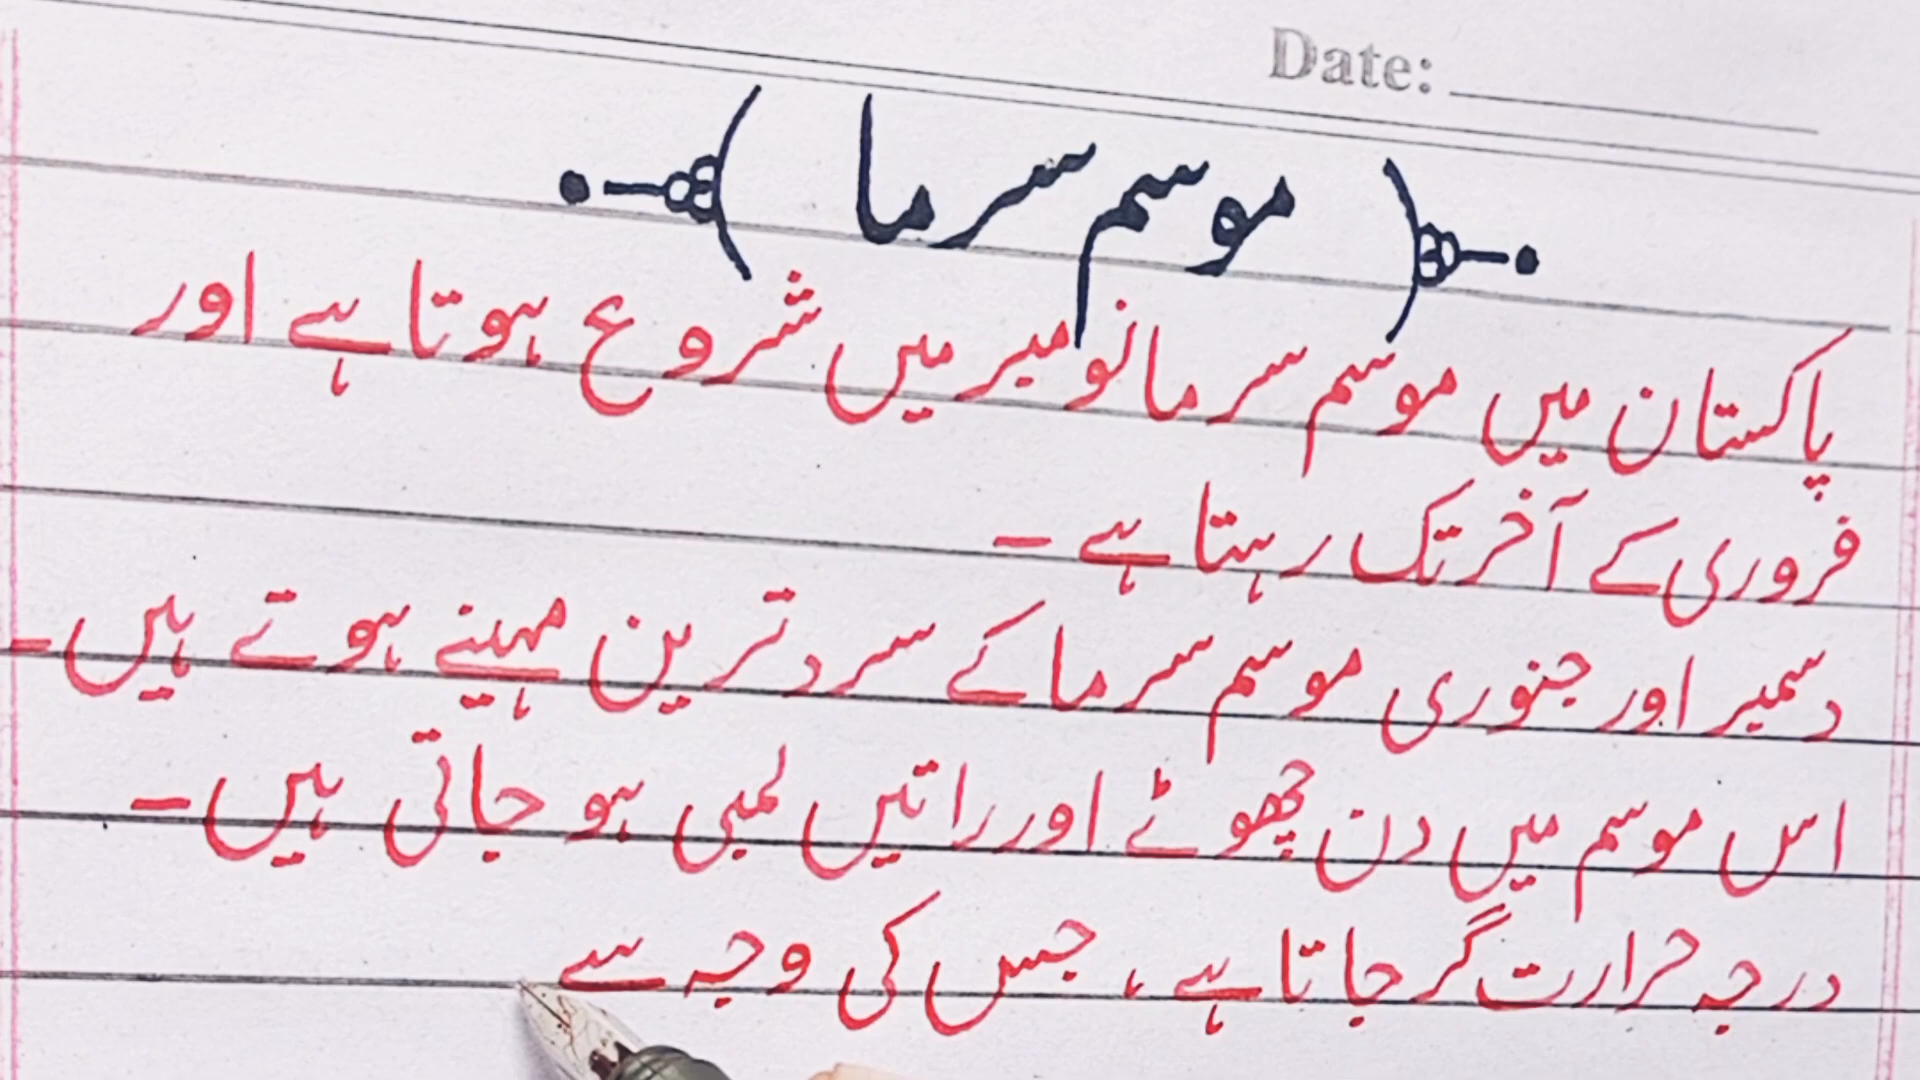 Date:
(موسم سرما)
پاکستان میں موسم سرما نومبر میں شروع ہوتا ہے اور
فروری کے آخر تک رہتا ہے ۔
دسمبر اور جنوری موسم سرما کے سرد ترین مہینے ہوتے ہیں ۔
اس موسم میں دن چھوٹے اور راتیں لمبی ہو جاتی ہیں ۔
درجہ حرارت گر جاتا ہے ، جس کی وجہ سے